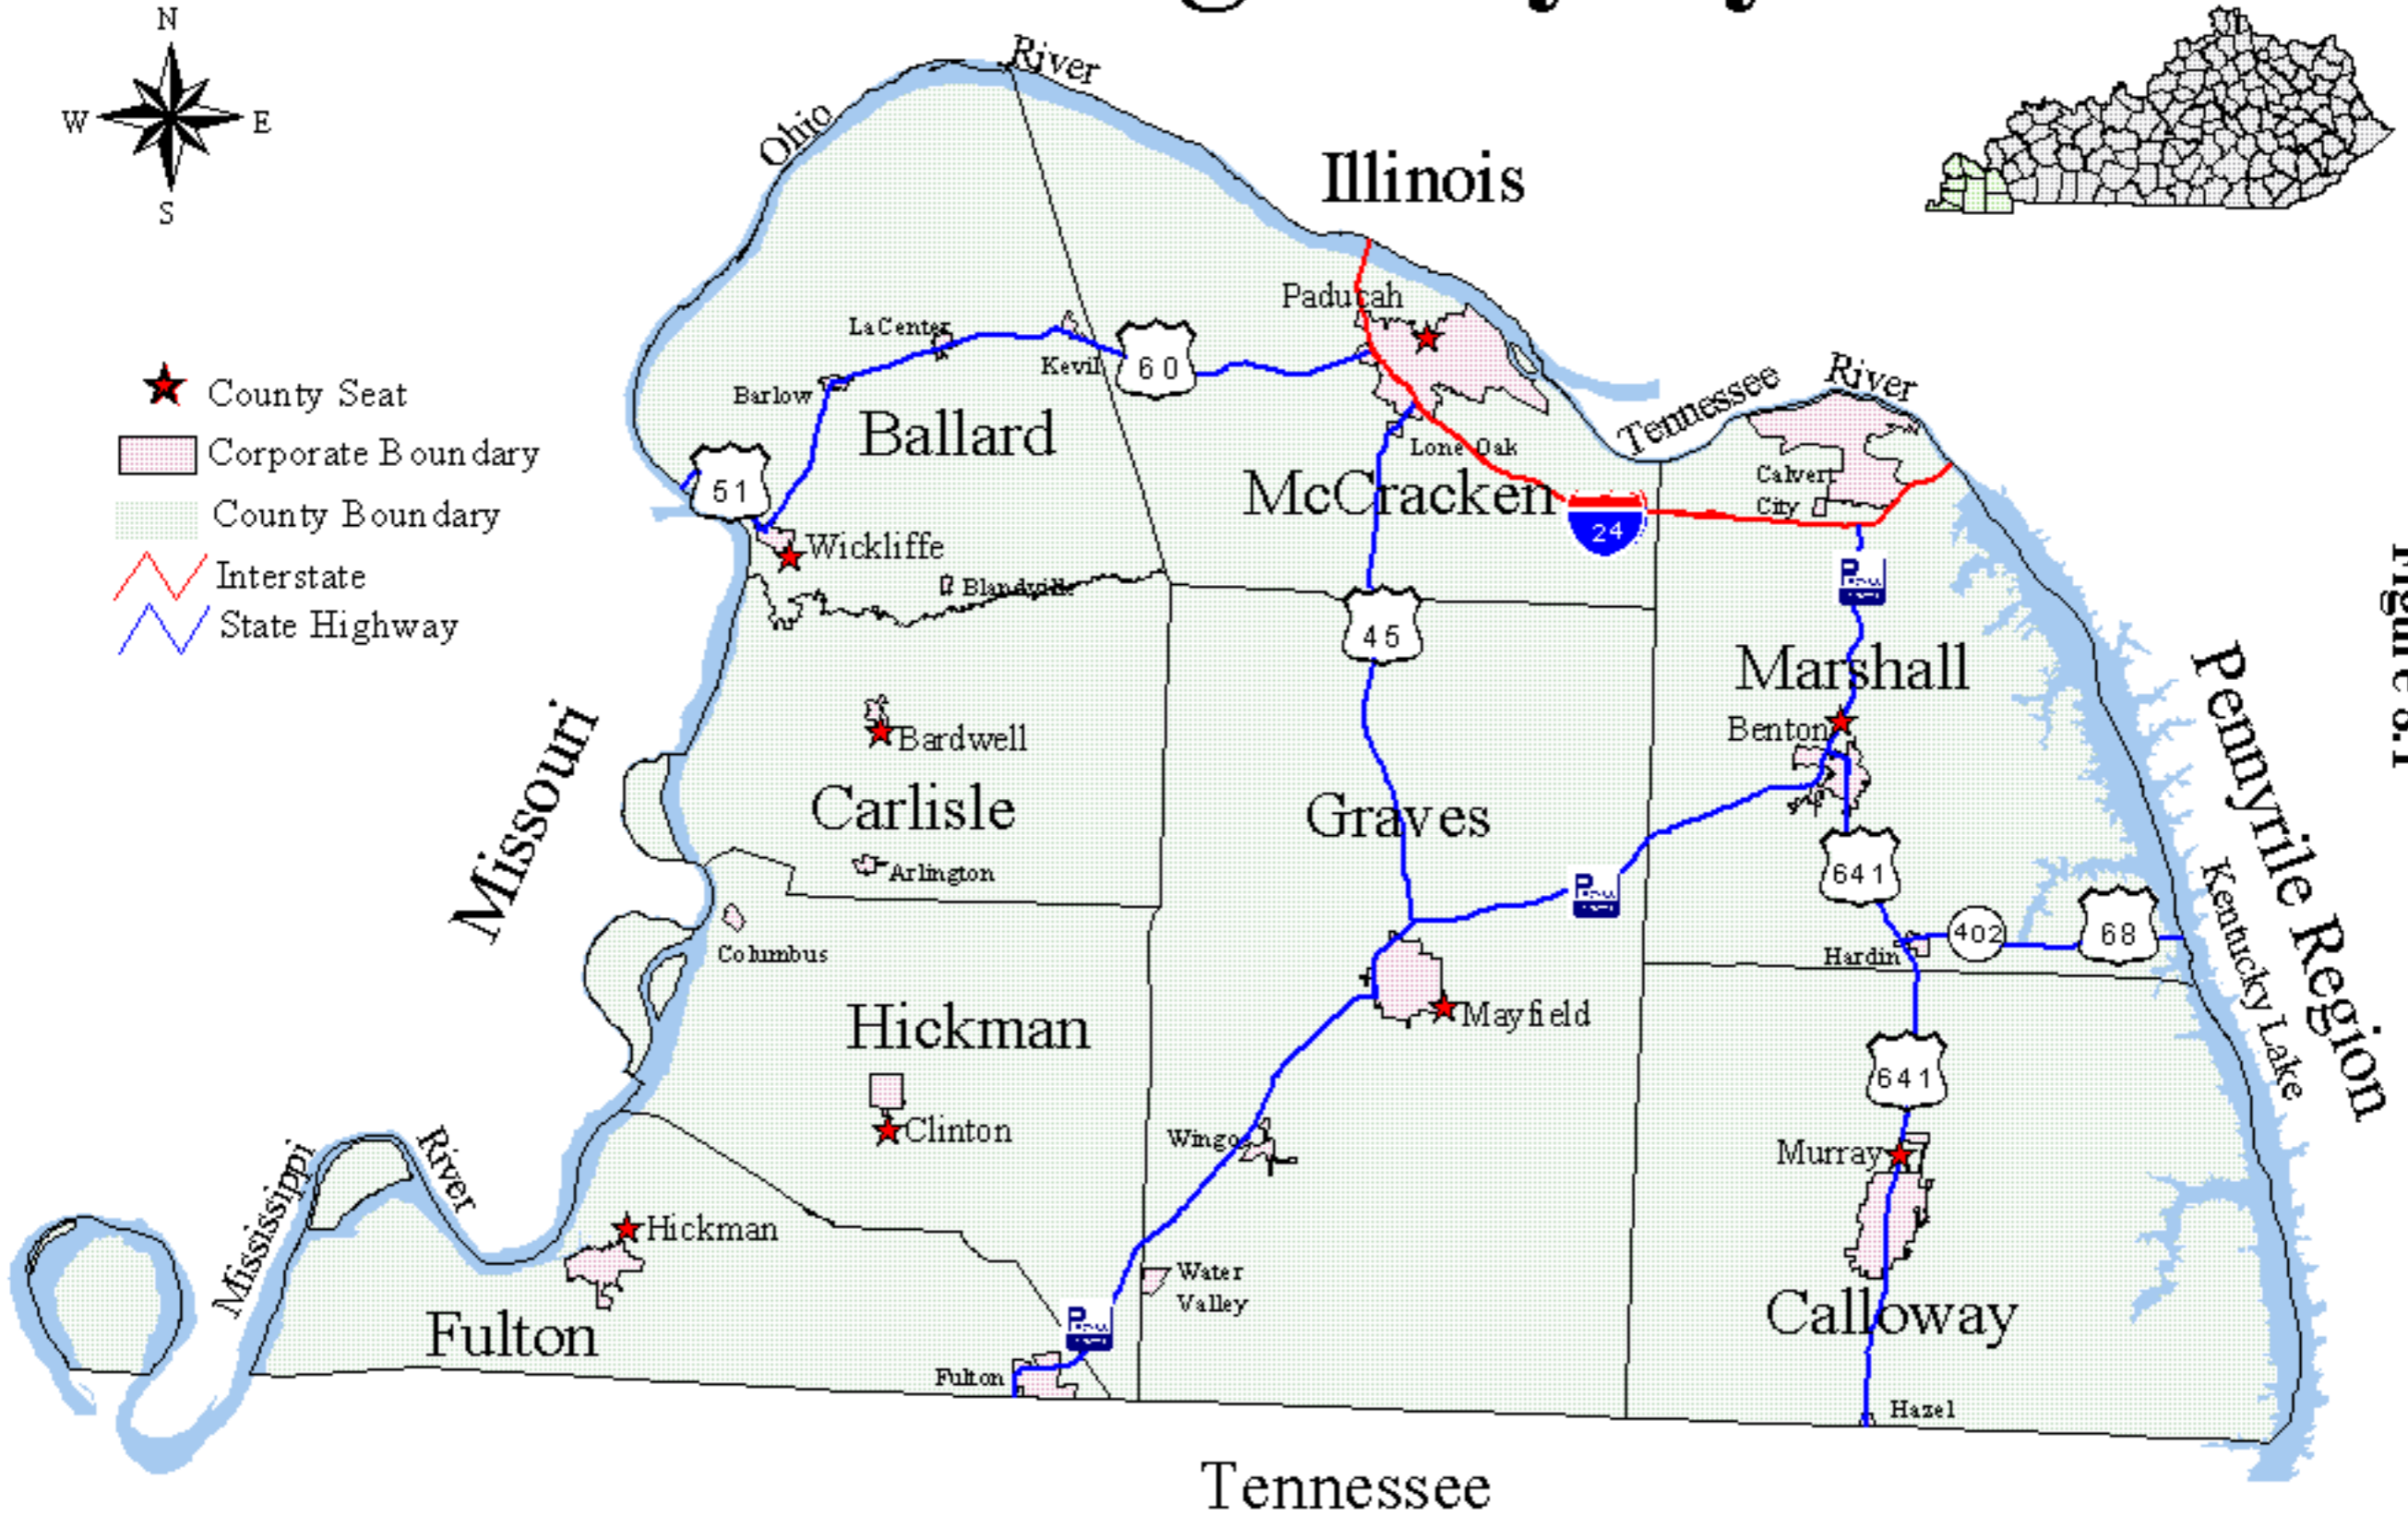 N
W
E
S
River
Ohio
Illinois
Paducah
LaCenter
Kevil
60
Barlow
Ballard
Tennessee
River
County Seat
Corporate Boundary
County Boundary
Interstate
State Highway
51
Lone Oak
McCracken
Calvert
City
24
Wickliffe
Blandville
P
45
Marshall
Benton
Bardwell
Missouri
Carlisle
Graves
Arlington
P
641
Pennyrile Region
Kentucky Lake
Columbus
402
68
Hardin
Hickman
Mayfield
641
Clinton
Wingo
Murray
Mississippi
River
Hickman
Water
Valley
P
Fulton
Calloway
Fulton
Hazel
Tennessee